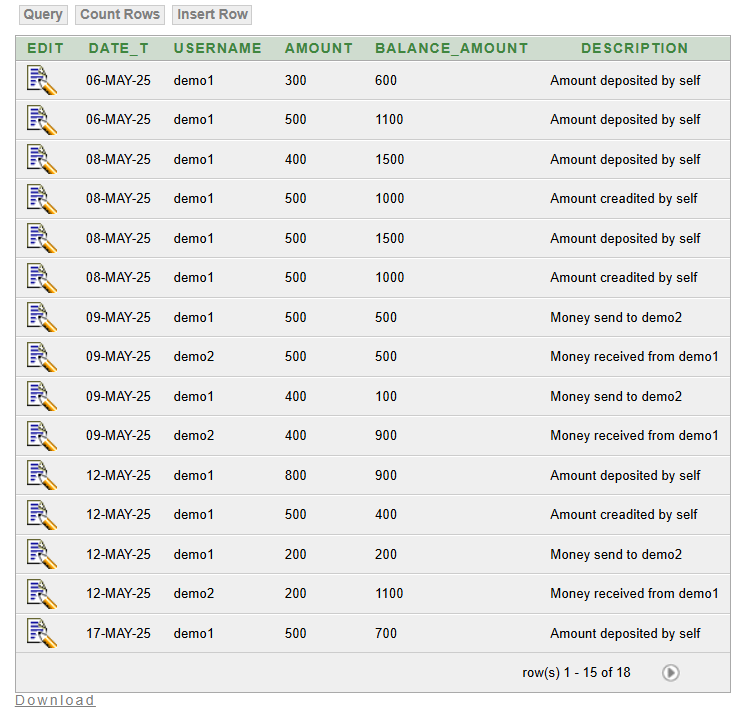 Query Count Rows Insert Row
EDIT DATE_T USERNAME AMOUNT BALANCE_AMOUNT DESCRIPTION
06-MAY-25 demo1 300 600 Amount deposited by self
06-MAY-25 demo1 500 1100 Amount deposited by self
08-MAY-25 demo1 400 1500 Amount deposited by self
08-MAY-25 demo1 500 1000 Amount creadited by self
08-MAY-25 demo1 500 1500 Amount deposited by self
08-MAY-25 demo1 500 1000 Amount creadited by self
09-MAY-25 demo1 500 500 Money send to demo2
09-MAY-25 demo2 500 500 Money received from demo1
09-MAY-25 demo1 400 100 Money send to demo2
09-MAY-25 demo2 400 900 Money received from demo1
12-MAY-25 demo1 800 900 Amount deposited by self
12-MAY-25 demo1 500 400 Amount creadited by self
12-MAY-25 demo1 200 200 Money send to demo2
12-MAY-25 demo2 200 1100 Money received from demo1
17-MAY-25 demo1 500 700 Amount deposited by self
row(s) 1 - 15 of 18
Download